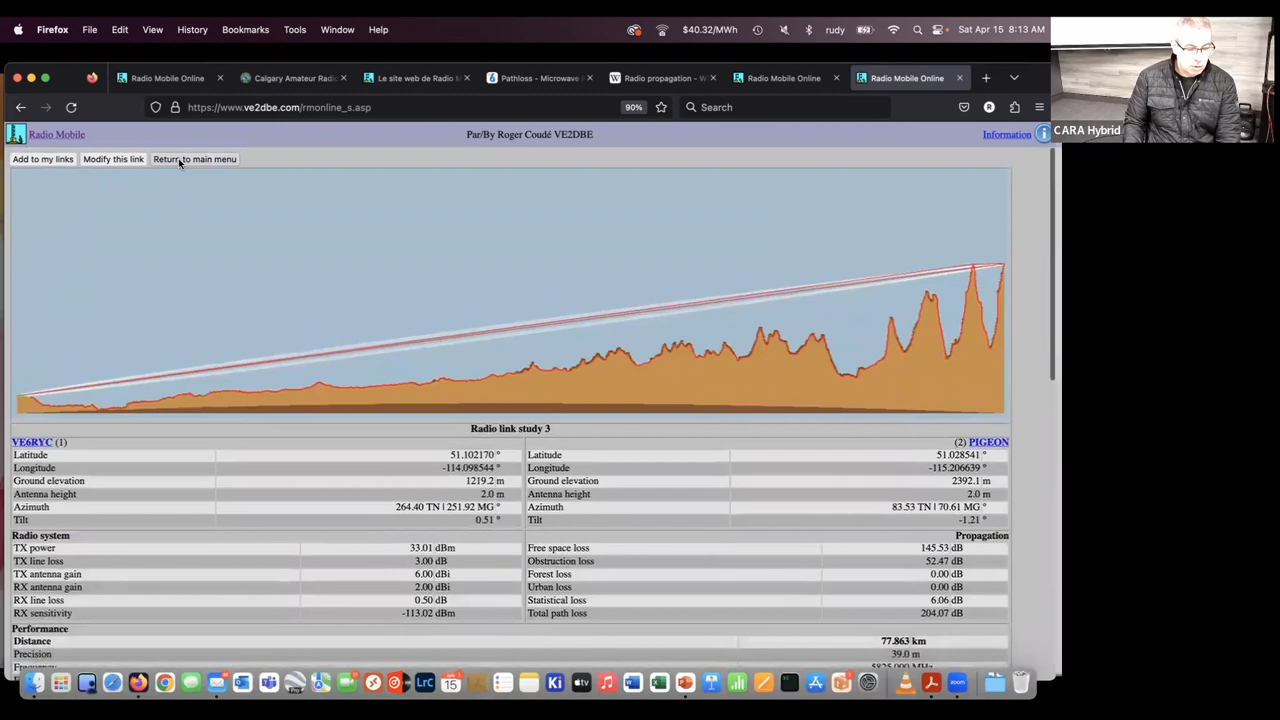 Firefox File Edit View History Bookmarks Tools Window Help $40.32/MWh rudy Sat Apr 15 8:13 AM
Radio Mobile Online Calgary Amateur Radi Le site web de Radio M Pathloss - Microwave Radio propagation - W Radio Mobile Online Radio Mobile Online
https://www.ve2dbe.com/rmonline_s.asp 90% Search
CARA Hybrid
Radio Mobile Par/By Roger Coudé VE2DBE Information
Add to my links Modify this link Return to main menu
Radio link study 3
VE6RYC (1) (2) PIGEON
Latitude 51.102170 ° Latitude 51.028541 °
Longitude -114.098544 ° Longitude -115.206639 °
Ground elevation 1219.2 m Ground elevation 2392.1 m
Antenna height 2.0 m Antenna height 2.0 m
Azimuth 264.40 TN | 251.92 MG ° Azimuth 83.53 TN | 70.61 MG °
Tilt 0.51 ° Tilt -1.21 °
Radio system Propagation
TX power 33.01 dBm Free space loss 145.53 dB
TX line loss 3.00 dB Obstruction loss 52.47 dB
TX antenna gain 6.00 dBi Forest loss 0.00 dB
RX antenna gain 2.00 dBi Urban loss 0.00 dB
RX line loss 0.50 dB Statistical loss 6.06 dB
RX sensitivity -113.02 dBm Total path loss 204.07 dB
Performance
Distance 77.863 km
Precision 39.0 m
Frequency 5825.000 MHz